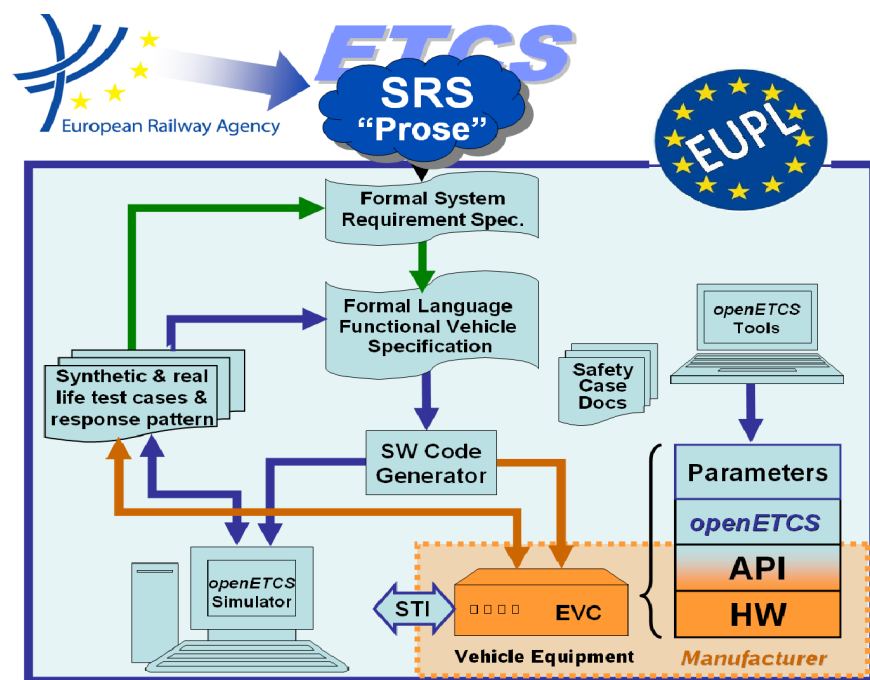 ETCS
SRS
“Prose”
European Railway Agency
EUPL
Formal System
Requirement Spec.
Formal Language
Functional Vehicle
Specification
openETCS
Tools
Synthetic & real
life test cases &
response pattern
Safety
Case
Docs
SW Code
Generator
Parameters
openETCS
API
HW
openETCS
Simulator
STI
EVC
Vehicle Equipment
Manufacturer